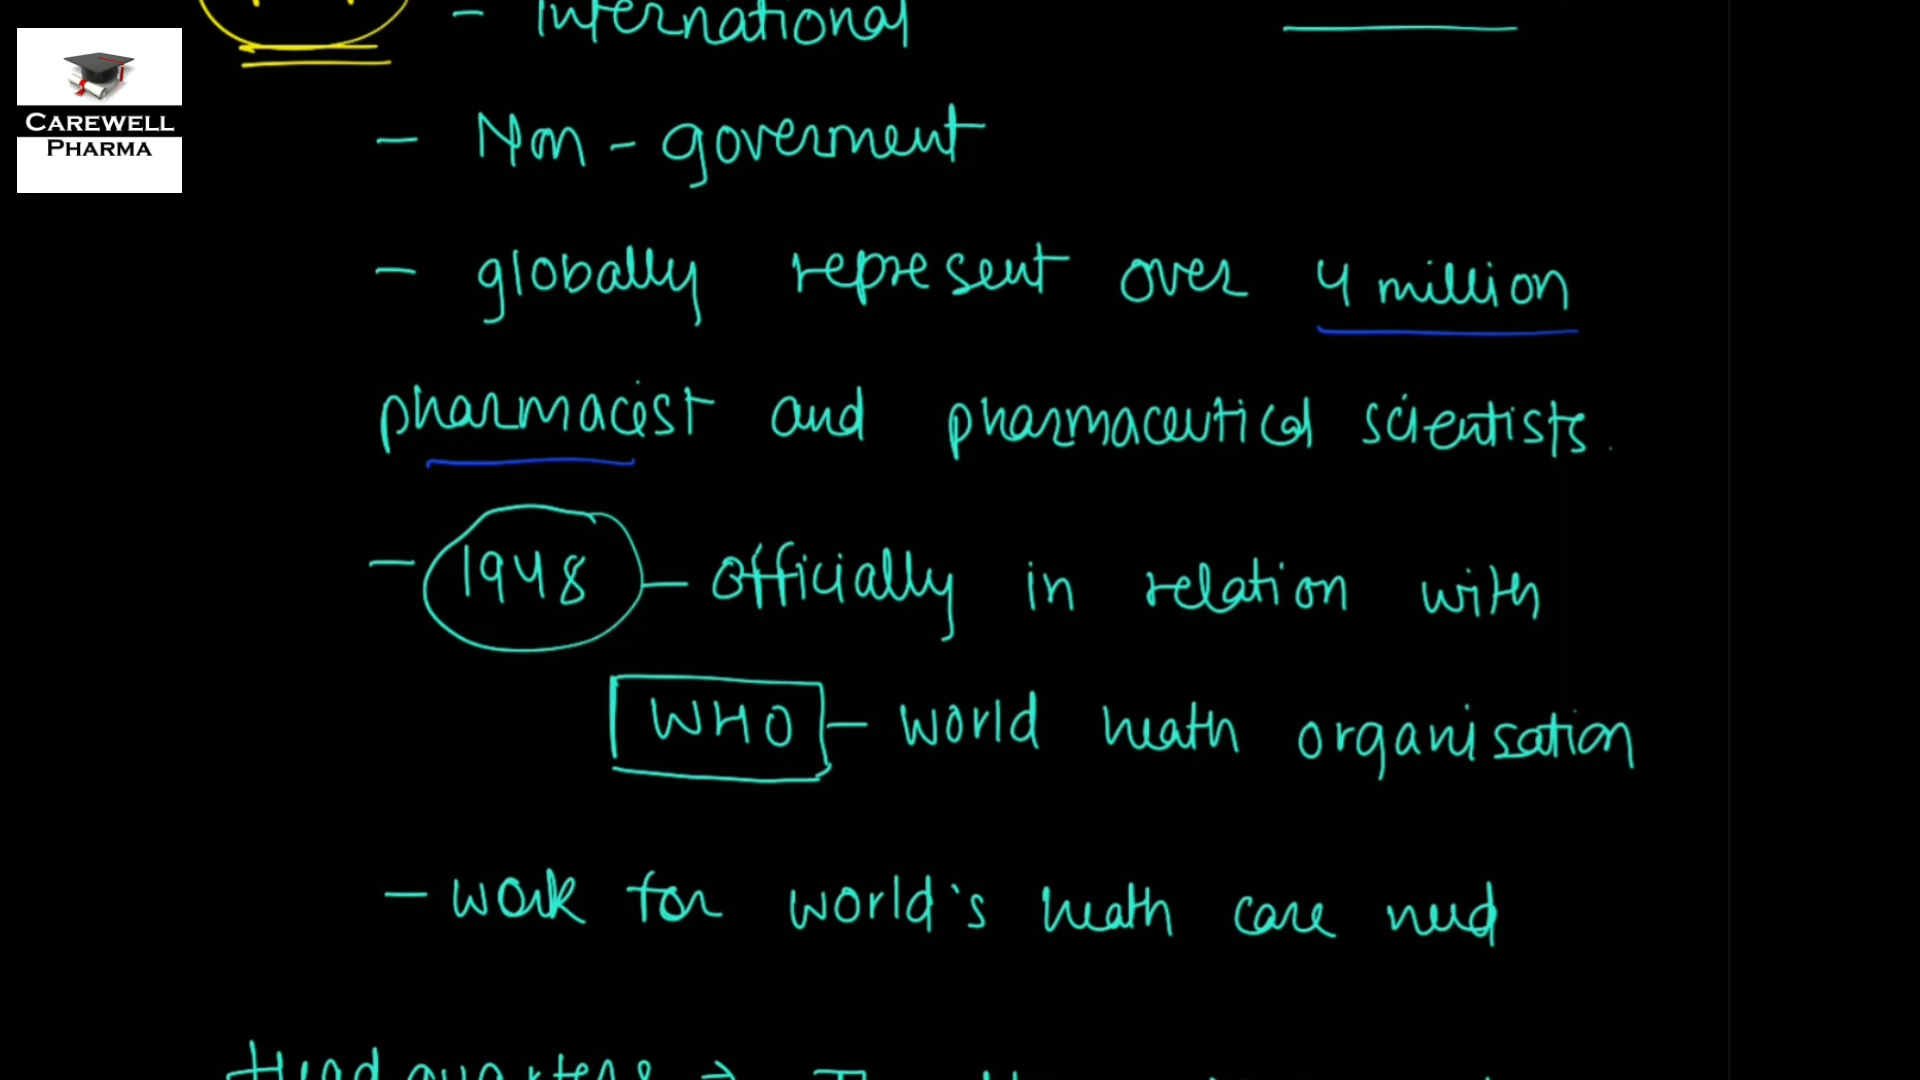 - International
CAREWELL
PHARMA
- Non - goverment
- globally represent over 4 million
pharmacist and pharmaceutical scientists.
- 1948 - officially in relation with
WHO - world heath organisation
- work for world's heath care need
Headquarters →